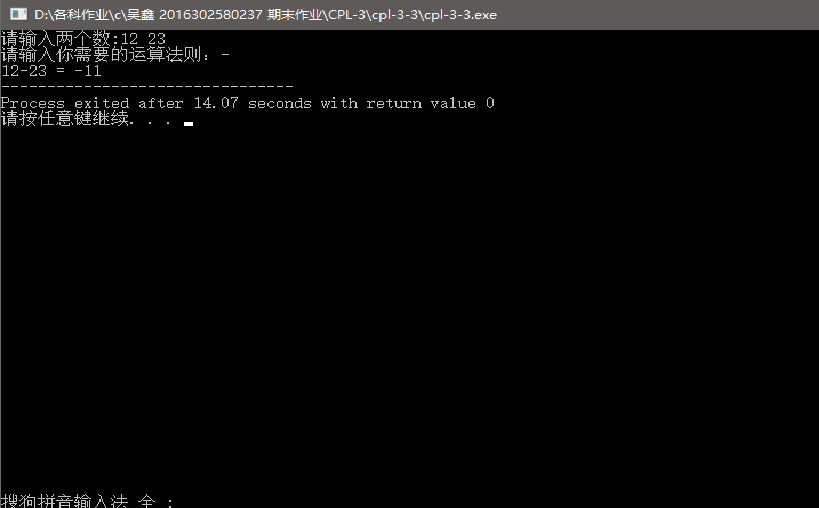 D:\各科作业\c\吴鑫 2016302580237 期末作业\CPL-3\cpl-3-3\cpl-3-3.exe
请输入两个数:12 23
请输入你需要的运算法则：-
12-23 = -11
--------------------------------
Process exited after 14.07 seconds with return value 0
请按任意键继续. . .
搜狗拼音输入法 全 :